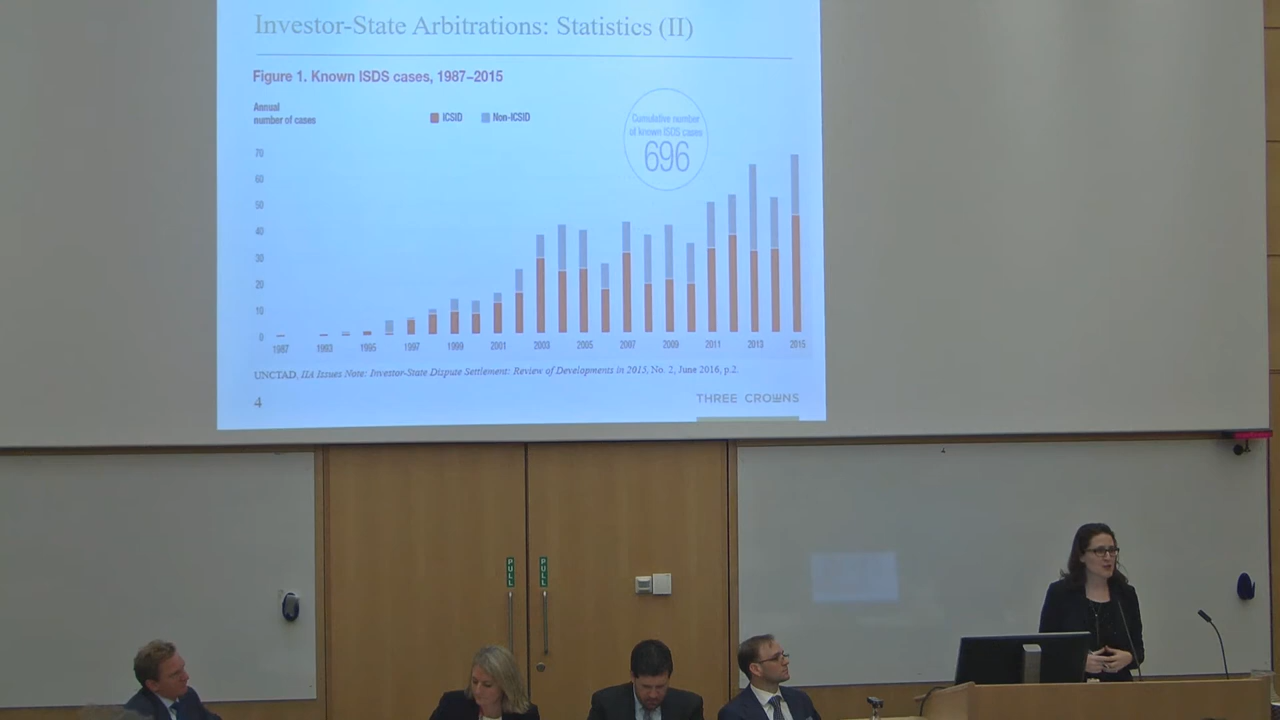 Investor-State Arbitrations: Statistics (II)
Figure 1. Known ISDS cases, 1987–2015
Annual
number of cases
ICSID
Non-ICSID
Cumulative number
of known ISDS cases
696
70
60
50
40
30
20
10
0
1987
1993
1995
1997
1999
2001
2003
2005
2007
2009
2011
2013
2015
UNCTAD, IIA Issues Note: Investor-State Dispute Settlement: Review of Developments in 2015, No. 2, June 2016, p.2.
4
THREE CROWNS
PULL
PULL